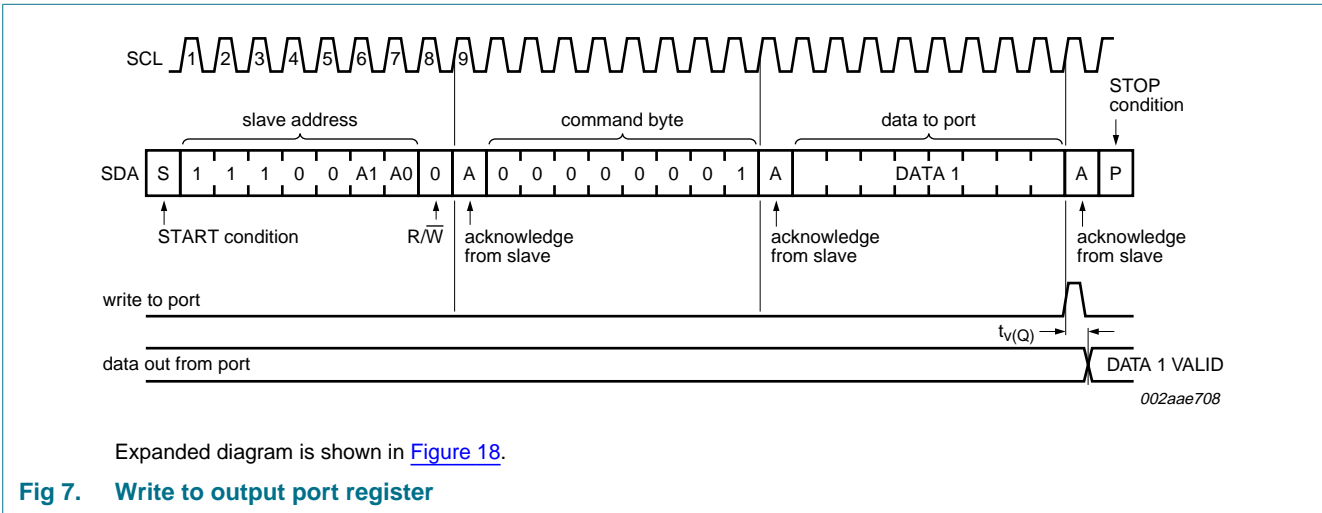 SCL 1 2 3 4 5 6 7 8 9
STOP
condition
slave address command byte data to port
SDA S 1 1 1 0 0 A1 A0 0 A 0 0 0 0 0 0 0 1 A DATA 1 A P
START condition R/W̅ acknowledge
from slave
acknowledge
from slave
acknowledge
from slave
write to port
tv(Q)
data out from port DATA 1 VALID
002aae708
Expanded diagram is shown in Figure 18.
Fig 7. Write to output port register